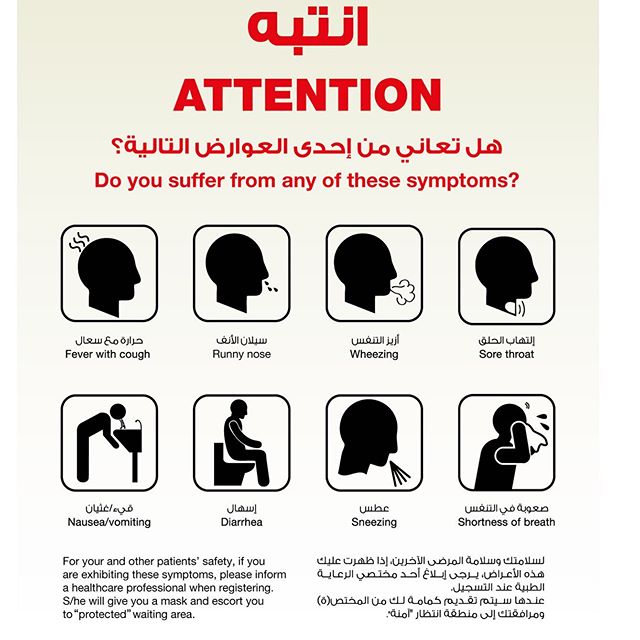 انتبه
ATTENTION
هل تعاني من إحدى العوارض التالية؟
Do you suffer from any of these symptoms?
حرارة مع سعال
Fever with cough
سيلان الأنف
Runny nose
أزيز التنفس
Wheezing
إلتهاب الحلق
Sore throat
قيء/غثيان
Nausea/vomiting
إسهال
Diarrhea
عطس
Sneezing
صعوبة في التنفس
Shortness of breath
For your and other patients’ safety, if you
are exhibiting these symptoms, please inform
a healthcare professional when registering.
S/he will give you a mask and escort you
to “protected” waiting area.
لسلامتك وسلامة المرضى الآخرين، إذا ظهرت عليك
هذه الأعراض، يرجى إبلاغ أحد مختصي الرعاية
الطبية عند التسجيل.
عندها سيتم تقديم كمامة لك من المختص(ة)
ومرافقتك إلى منطقة انتظار "آمنة".